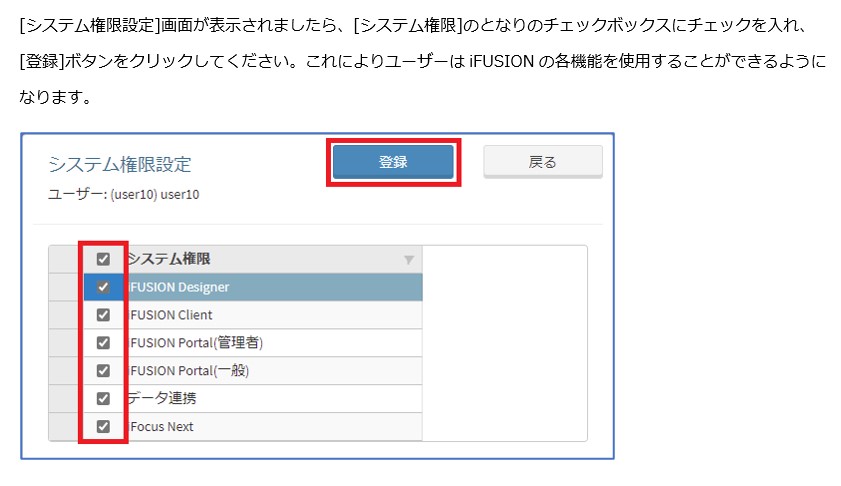 [システム権限設定]画面が表示されましたら、[システム権限]のとなりのチェックボックスにチェックを入れ、
[登録]ボタンをクリックしてください。これによりユーザーは iFUSION の各機能を使用することができるように
なります。
システム権限設定
登録
戻る
ユーザー: (user10) user10
システム権限
iFUSION Designer
iFUSION Client
iFUSION Portal(管理者)
iFUSION Portal(一般)
データ連携
iFocus Next